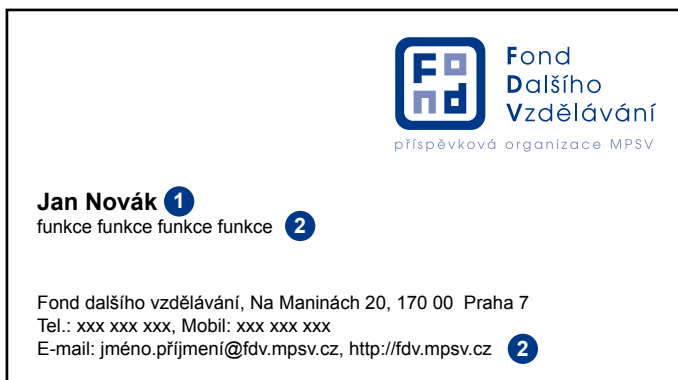 Fond
Fond
Dalšího
Vzdělávání
příspěvková organizace MPSV
Jan Novák 1
funkce funkce funkce funkce 2
Fond dalšího vzdělávání, Na Maninách 20, 170 00 Praha 7
Tel.: xxx xxx xxx, Mobil: xxx xxx xxx
E-mail: jméno.příjmení@fdv.mpsv.cz, http://fdv.mpsv.cz 2